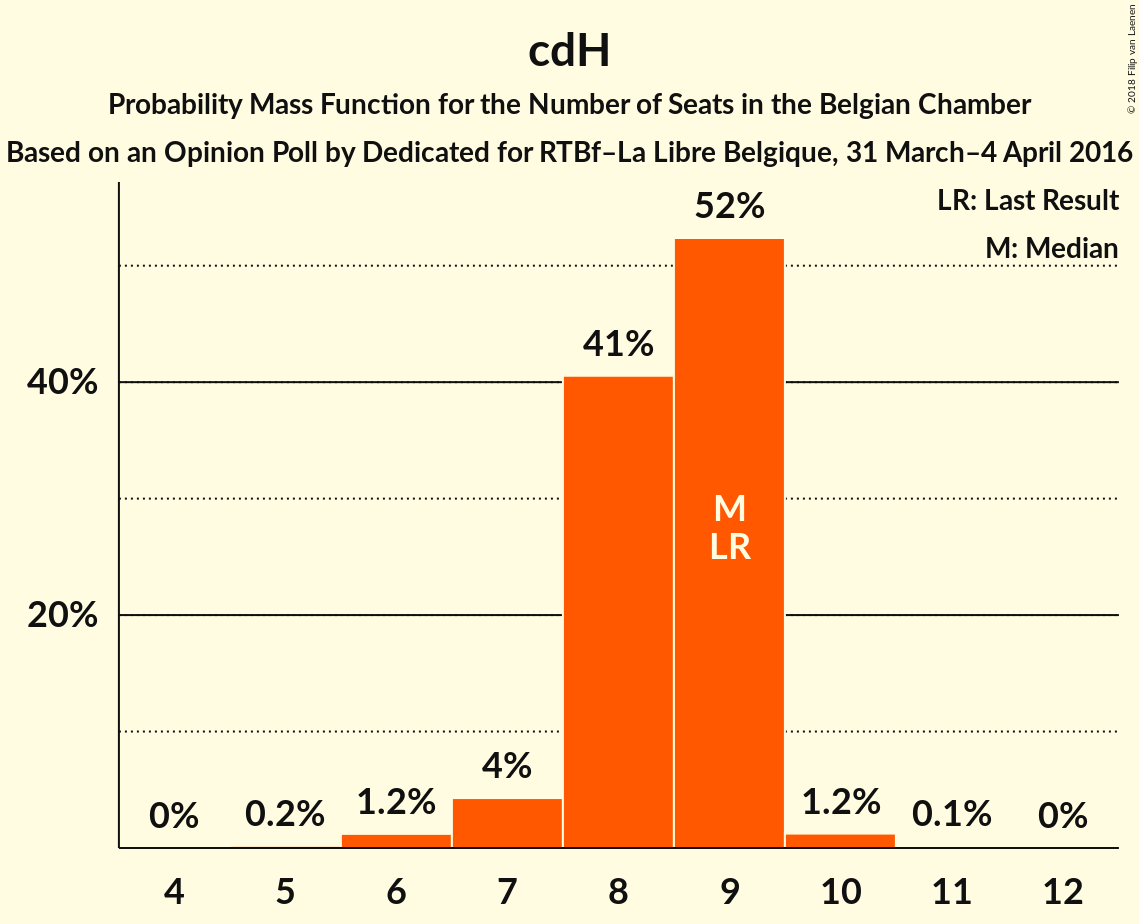 cdH
Probability Mass Function for the Number of Seats in the Belgian Chamber
Based on an Opinion Poll by Dedicated for RTBf–La Libre Belgique, 31 March–4 April 2016
© 2018 Filip van Laenen
LR: Last Result
M: Median
52%
41%
40%
M
LR
20%
4%
0%
0.2%
1.2%
1.2%
0.1%
0%
4 5 6 7 8 9 10 11 12